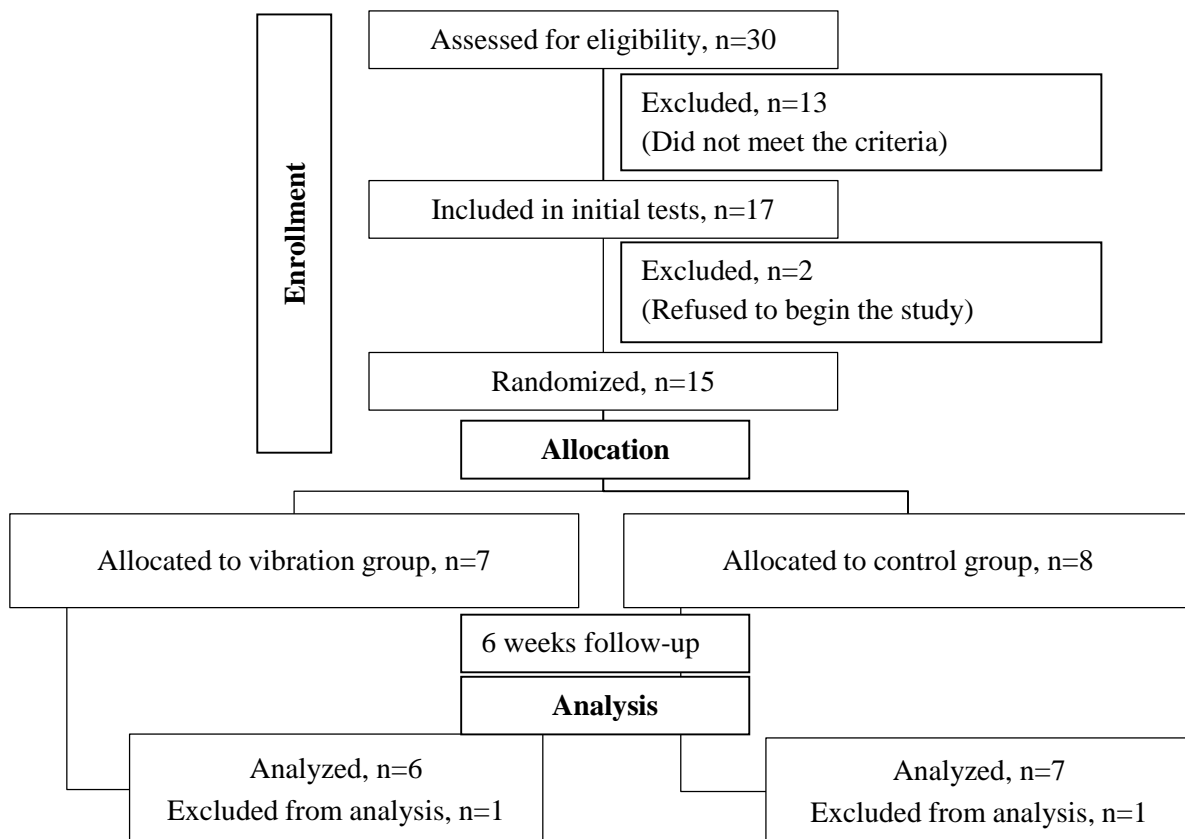 Assessed for eligibility, n=30
Excluded, n=13
(Did not meet the criteria)
Enrollment
Included in initial tests, n=17
Excluded, n=2
(Refused to begin the study)
Randomized, n=15
Allocation
Allocated to vibration group, n=7
Allocated to control group, n=8
6 weeks follow-up
Analysis
Analyzed, n=6
Excluded from analysis, n=1
Analyzed, n=7
Excluded from analysis, n=1